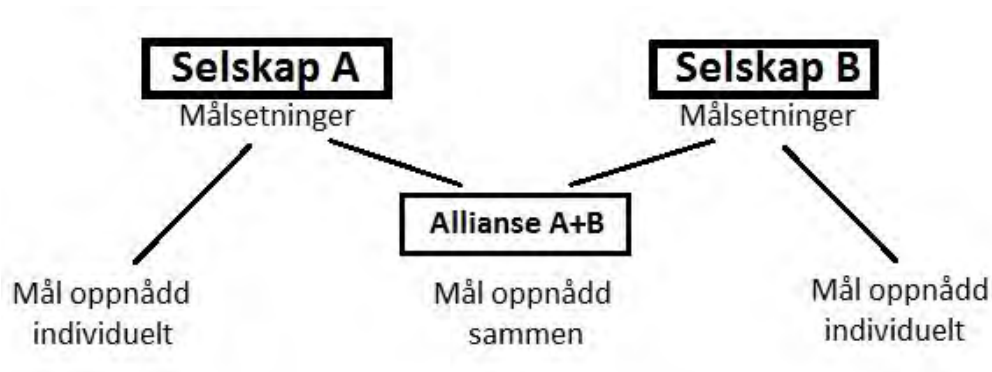 Selskap A
Selskap B
Målsetninger
Målsetninger
Allianse A+B
Mål oppnådd
individuelt
Mål oppnådd
sammen
Mål oppnådd
individuelt